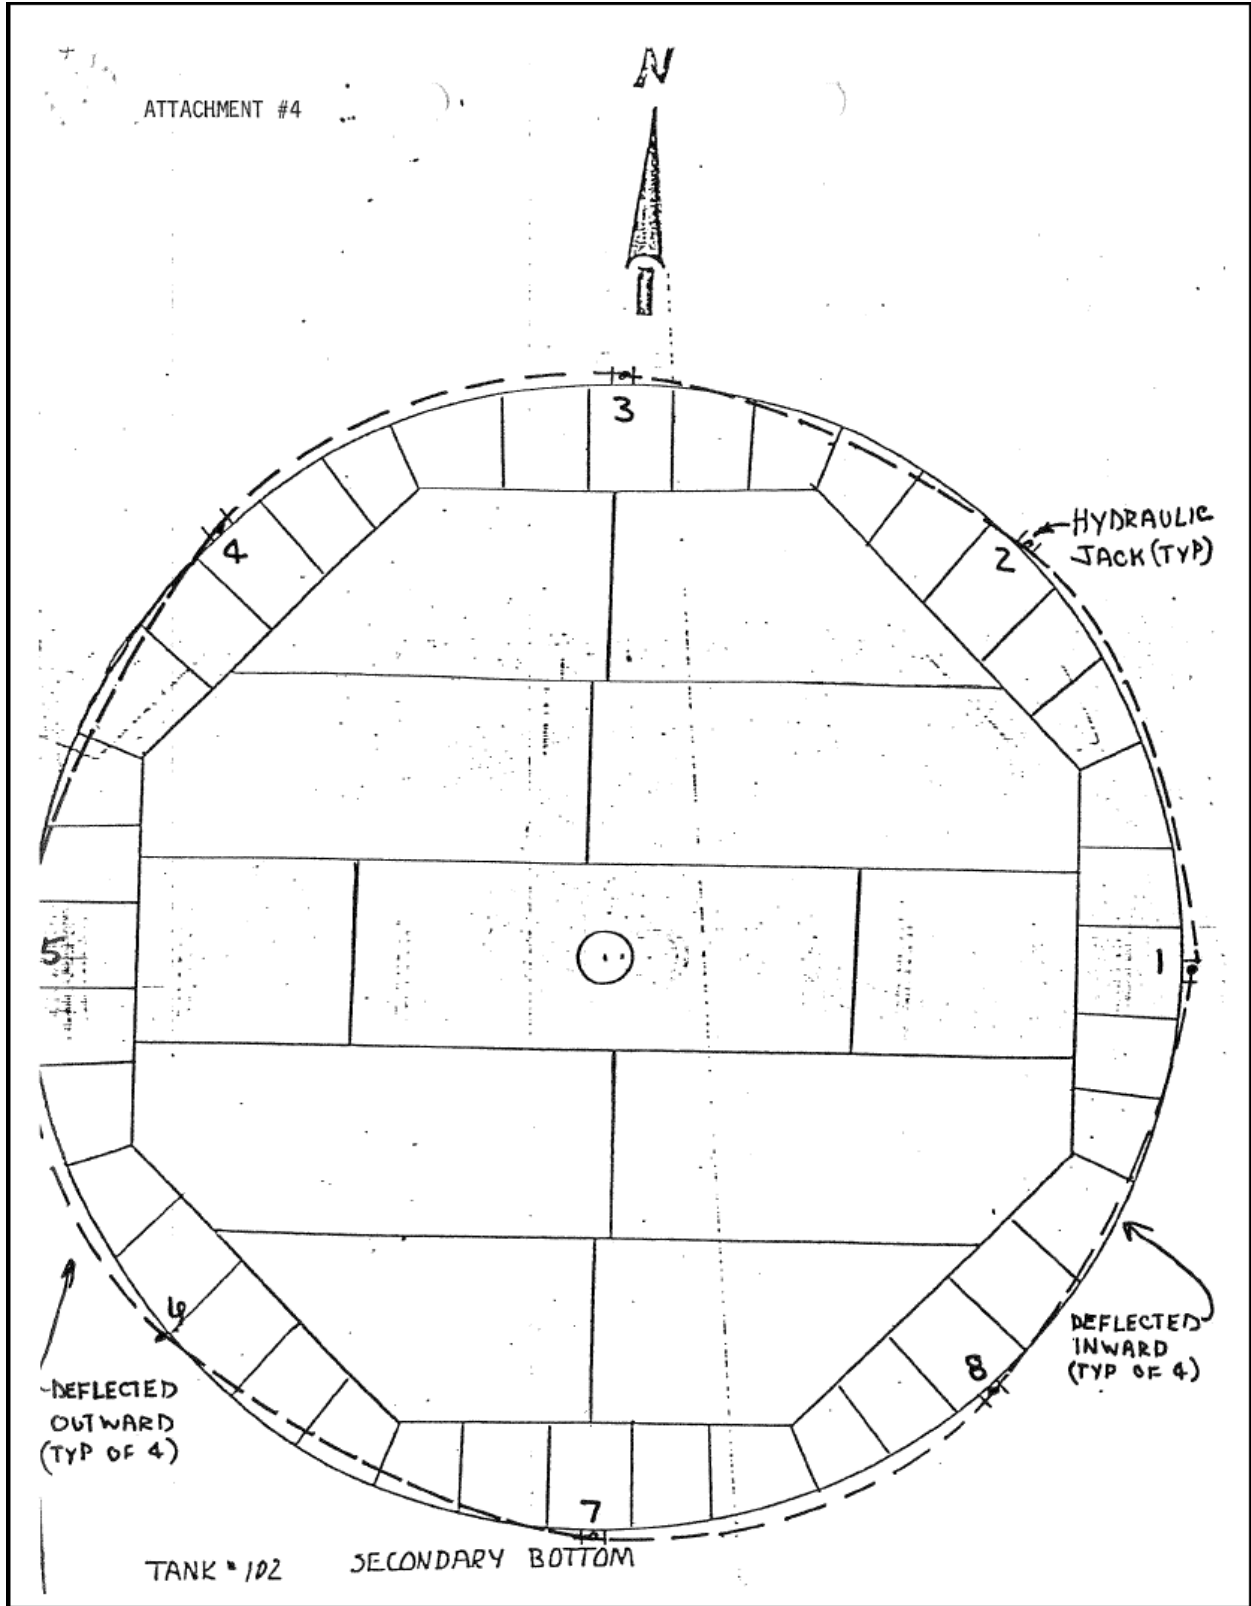 N
ATTACHMENT #4
3
4
2
HYDRAULIC
JACK (TYP)
5
1
6
DEFLECTED
INWARD
(TYP OF 4)
8
DEFLECTED
OUTWARD
(TYP OF 4)
7
TANK #102 SECONDARY BOTTOM